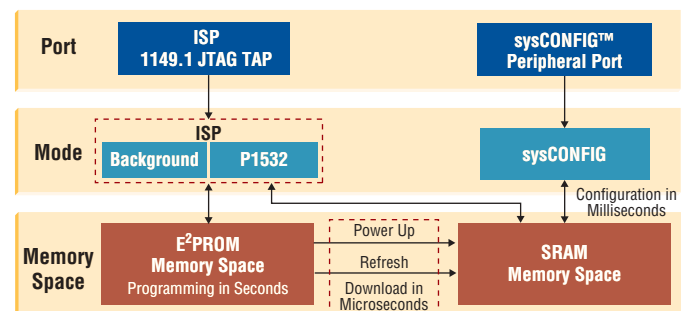 Port
ISP
1149.1 JTAG TAP
sysCONFIG™
Peripheral Port
Mode
ISP
Background
P1532
sysCONFIG
Configuration in
Milliseconds
Memory
Space
E²PROM
Memory Space
Programming in Seconds
Power Up
Refresh
Download in
Microseconds
SRAM
Memory Space